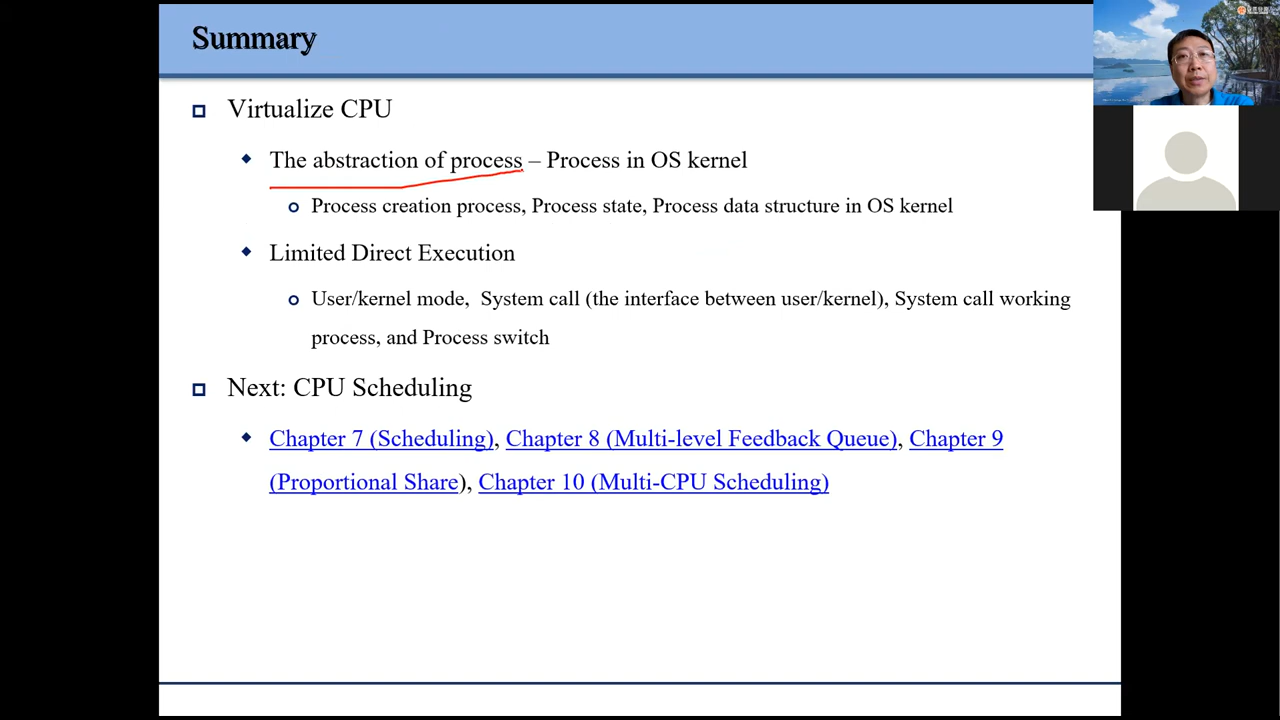 Summary
Virtualize CPU
The abstraction of process – Process in OS kernel
Process creation process, Process state, Process data structure in OS kernel
Limited Direct Execution
User/kernel mode, System call (the interface between user/kernel), System call working
process, and Process switch
Next: CPU Scheduling
Chapter 7 (Scheduling), Chapter 8 (Multi-level Feedback Queue), Chapter 9
(Proportional Share), Chapter 10 (Multi-CPU Scheduling)